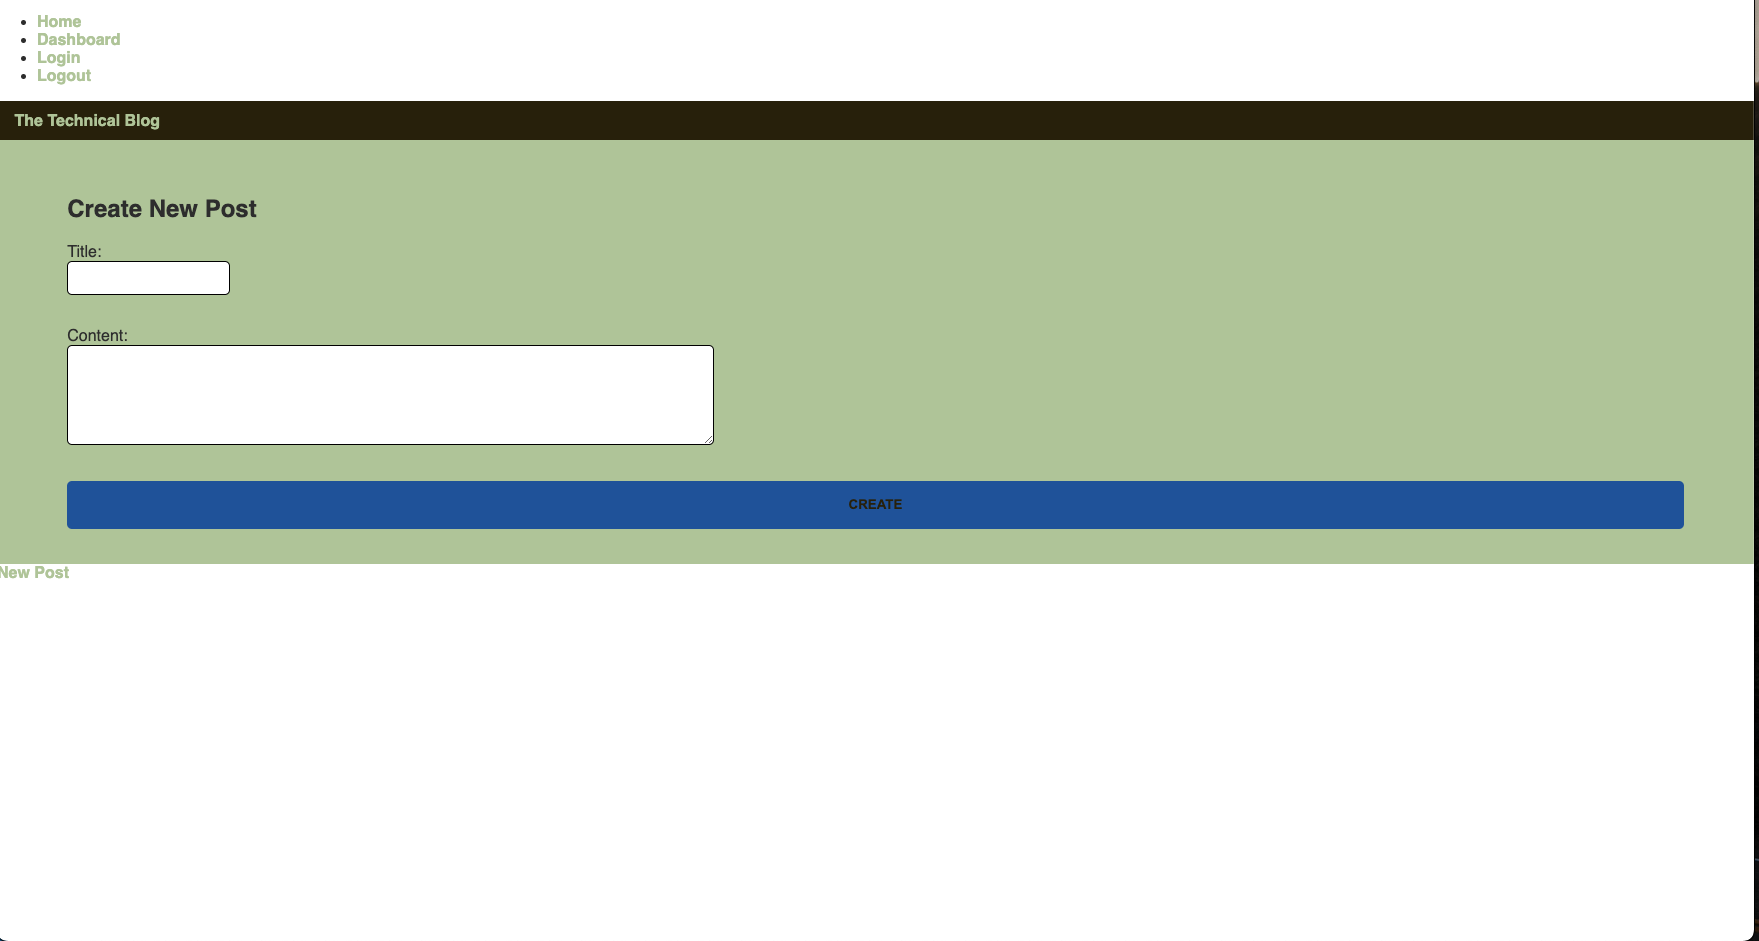 Home
Dashboard
Login
Logout
The Technical Blog
Create New Post
Title:
Content:
CREATE
New Post